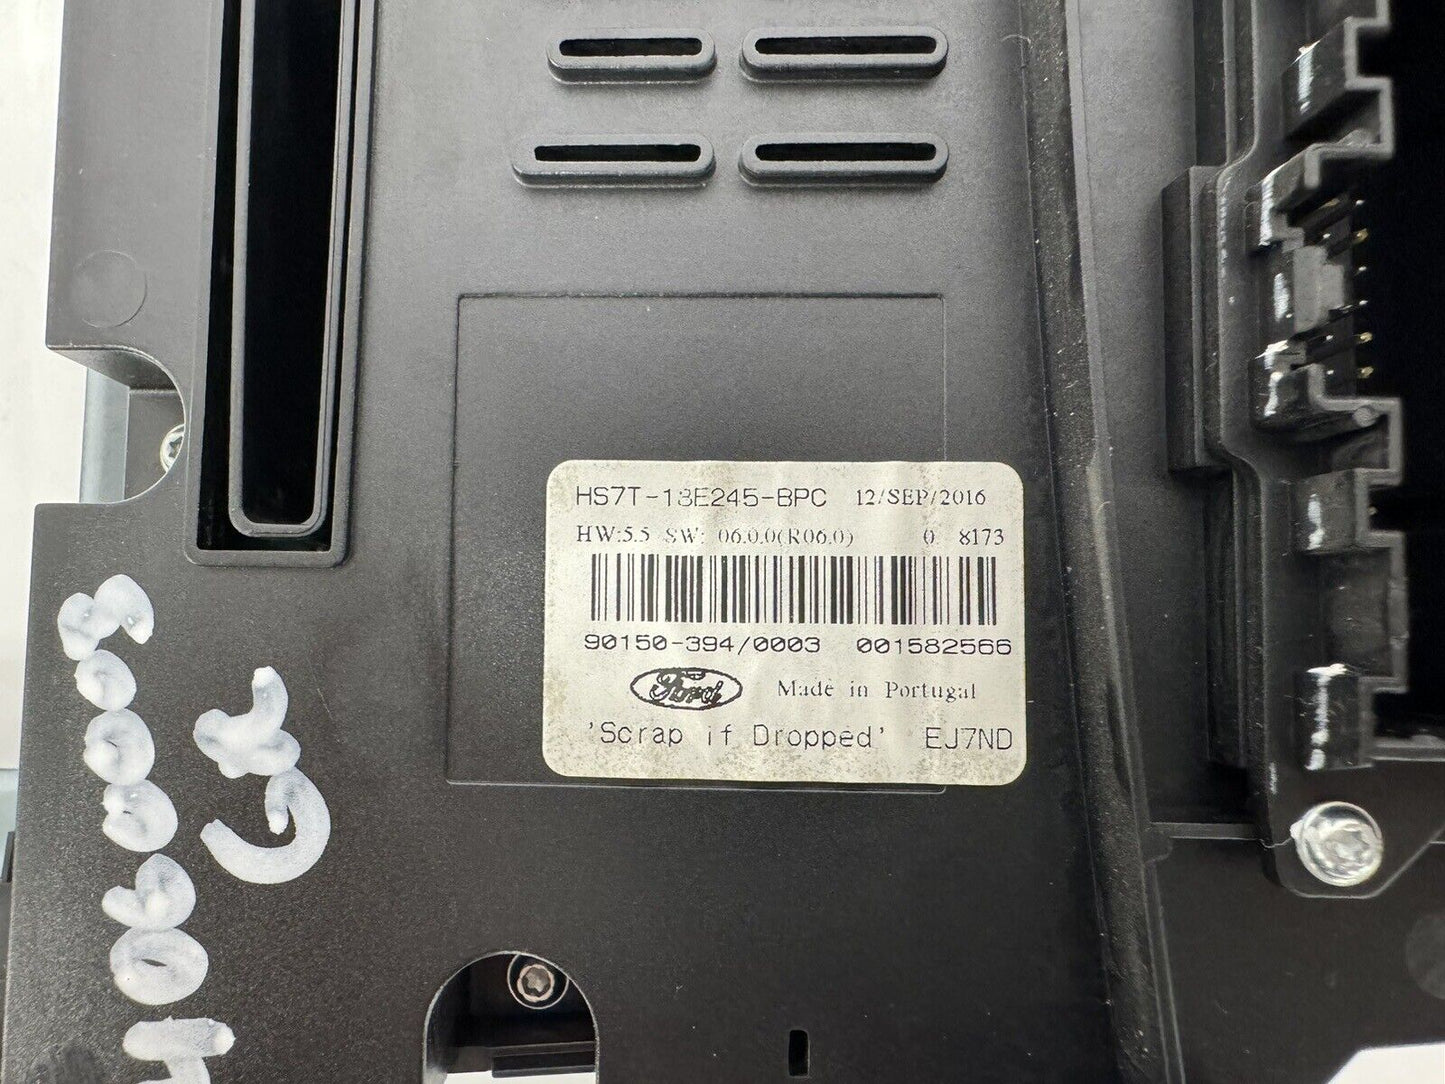 HS7T-18E245-BPC 12/SEP/2016
HW:5.5 SW: 06.0.0(R06.0) 0 8173
90150-394/0003 001582566
Ford Made in Portugal
'Scrap if Dropped' EJ7ND